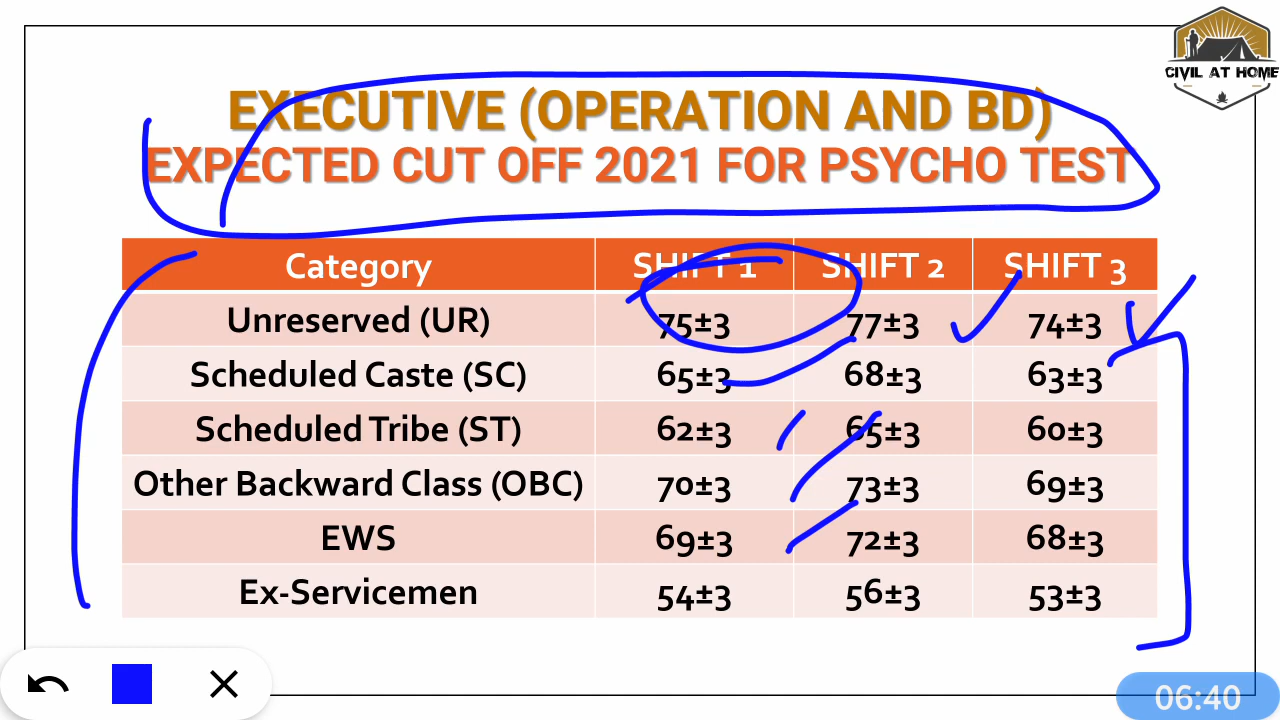 CIVIL AT HOME
EXECUTIVE (OPERATION AND BD)
EXPECTED CUT OFF 2021 FOR PSYCHO TEST
Category SHIFT 1 SHIFT 2 SHIFT 3
Unreserved (UR) 75±3 77±3 74±3
Scheduled Caste (SC) 65±3 68±3 63±3
Scheduled Tribe (ST) 62±3 65±3 60±3
Other Backward Class (OBC) 70±3 73±3 69±3
EWS 69±3 72±3 68±3
Ex-Servicemen 54±3 56±3 53±3
06:40